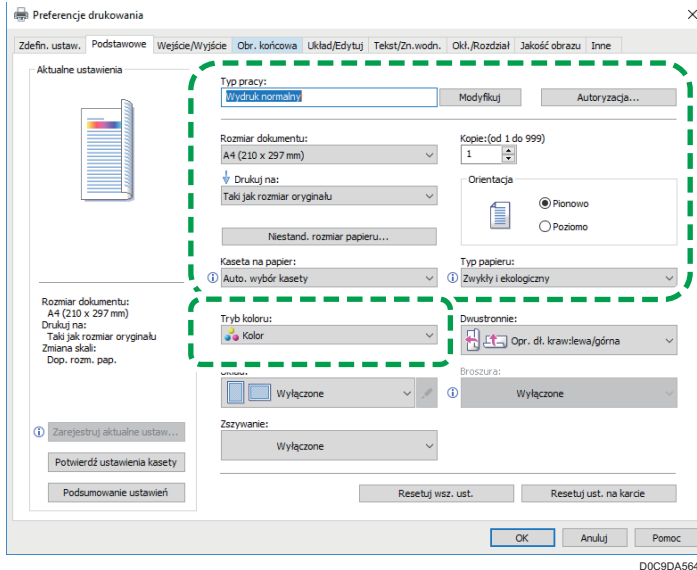 Preferencje drukowania
Zdefin. ustaw. Podstawowe Wejście/Wyjście Obr. końcowa Układ/Edytuj Tekst/Zn.wodn. Okł./Rozdział Jakość obrazu Inne
Aktualne ustawienia
Typ pracy:
Wydruk normalny
Modyfikuj
Autoryzacja...
Rozmiar dokumentu:
A4 (210 x 297 mm)
Kopie:(od 1 do 999)
1
Drukuj na:
Taki jak rozmiar oryginału
Orientacja
Pionowo
Poziomo
Niestand. rozmiar papieru...
Kaseta na papier:
Auto. wybór kasety
Typ papieru:
Zwykły i ekologiczny
Rozmiar dokumentu:
A4 (210 x 297 mm)
Drukuj na:
Taki jak rozmiar oryginału
Zmiana skali:
Dop. rozm. pap.
Tryb koloru:
Kolor
Dwustronnie:
Opr. dł. kraw:lewa/górna
Wyłączone
Broszura:
Wyłączone
Zszywanie:
Wyłączone
Zarejestruj aktualne ustaw...
Potwierdź ustawienia kasety
Podsumowanie ustawień
Resetuj wsz. ust.
Resetuj ust. na karcie
OK
Anuluj
Pomoc
D0C9DA564